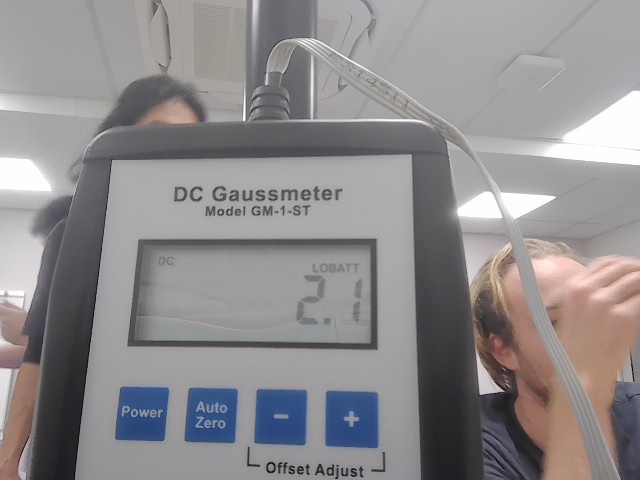 DC Gaussmeter
Model GM-1-ST
DC
LOBATT
2.1
Power
Auto
Zero
-
+
Offset Adjust